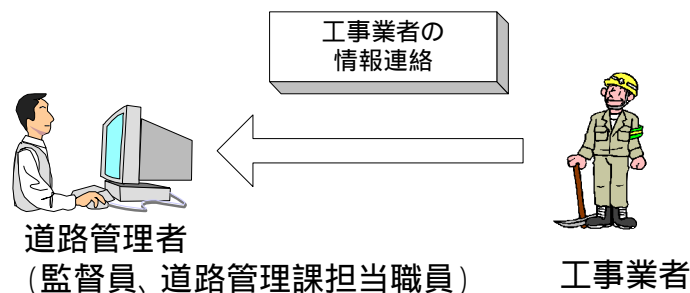 工事業者の
情報連絡
道路管理者
（監督員、道路管理課担当職員）
工事業者